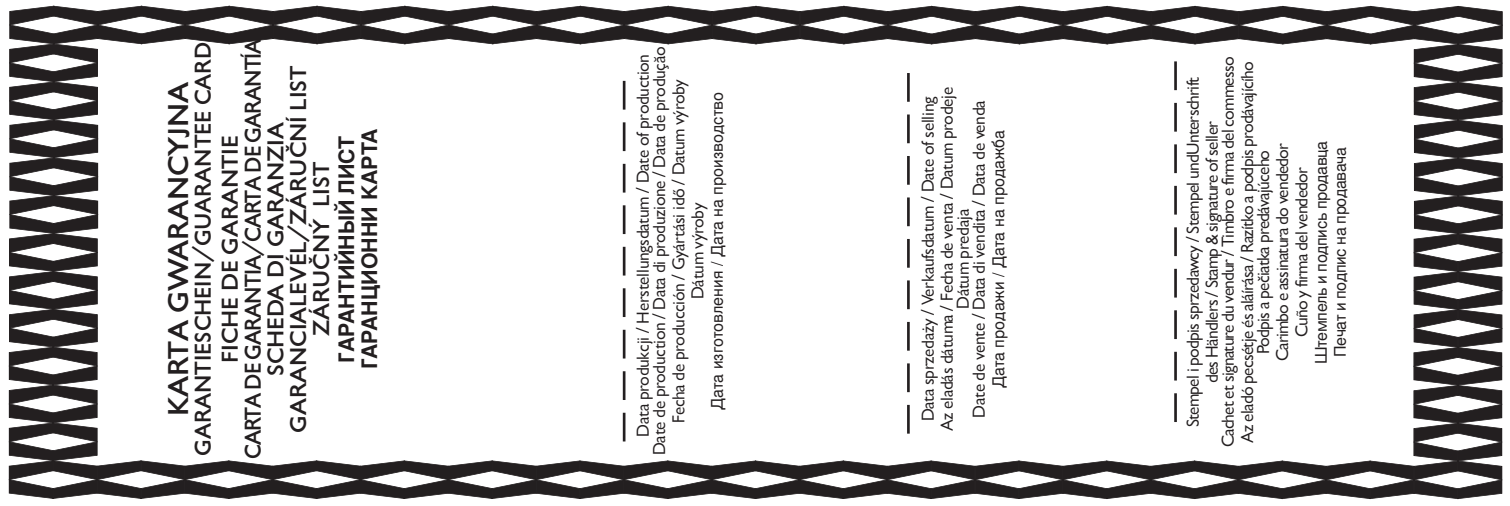 KARTA GWARANCYJNA
GARANTIESCHEIN/GUARANTEE CARD
FICHE DE GARANTIE
CARTA DE GARANTIA/CARTA DE GARANTÍA
SCHEDA DI GARANZIA
GARANCIALEVÉL/ZÁRUČNÍ LIST
ZÁRUČNÝ LIST
ГАРАНТИЙНЫЙ ЛИСТ
ГАРАНЦИОННИ КАРТА
Data produkcji / Herstellungsdatum / Date of production
Date de production / Data di produzione / Data de produção
Fecha de producción / Gyártási idő / Datum výroby
Dátum výroby
Дата изготовления / Дата на производство
Data sprzedaży / Verkaufsdatum / Date of selling
Az eladás dátuma / Fecha de venta / Datum prodeje
Dátum predaja
Date de vente / Data di vendita / Data de venda
Дата продажи / Дата на продажба
Stempel i podpis sprzedawcy / Stempel undUnterschrift
des Händlers / Stamp & signature of seller
Cachet et signature du vendur / Timbro e firma del commesso
Az eladó pecsétje és aláírása / Razítko a podpis prodávajícího
Podpis a pečiatka predávajúceho
Carimbo e assinatura do vendedor
Cuño y firma del vendedor
Штемпель и подпись продавца
Печат и подпис на продавача